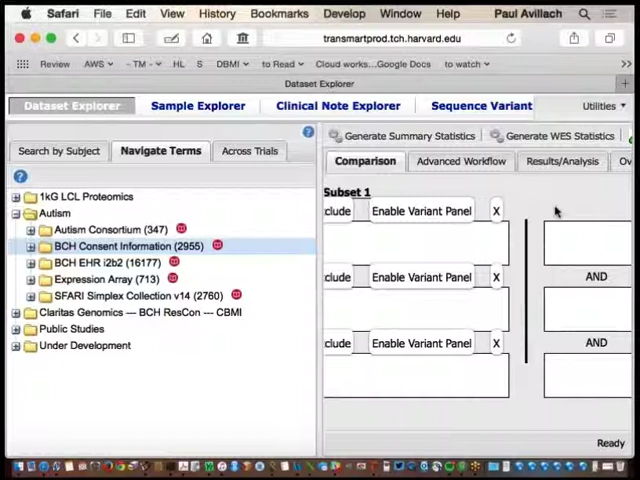 Safari File Edit View History Bookmarks Develop Window Help Paul Avillach
transmartprod.tch.harvard.edu
Review AWS - TM - HL S DBMI to Read Cloud works...Google Docs to watch >>
Dataset Explorer +
Dataset Explorer Sample Explorer Clinical Note Explorer Sequence Variant Utilities
Generate Summary Statistics Generate WES Statistics
Search by Subject Navigate Terms Across Trials
Comparison Advanced Workflow Results/Analysis Ov
1kG LCL Proteomics
Autism
Autism Consortium (347)
BCH Consent Information (2955)
BCH EHR i2b2 (16177)
Expression Array (713)
SFARI Simplex Collection v14 (2760)
Claritas Genomics --- BCH ResCon --- CBMI
Public Studies
Under Development
Subset 1
clude Enable Variant Panel X
AND
clude Enable Variant Panel X
AND
clude Enable Variant Panel X
Ready